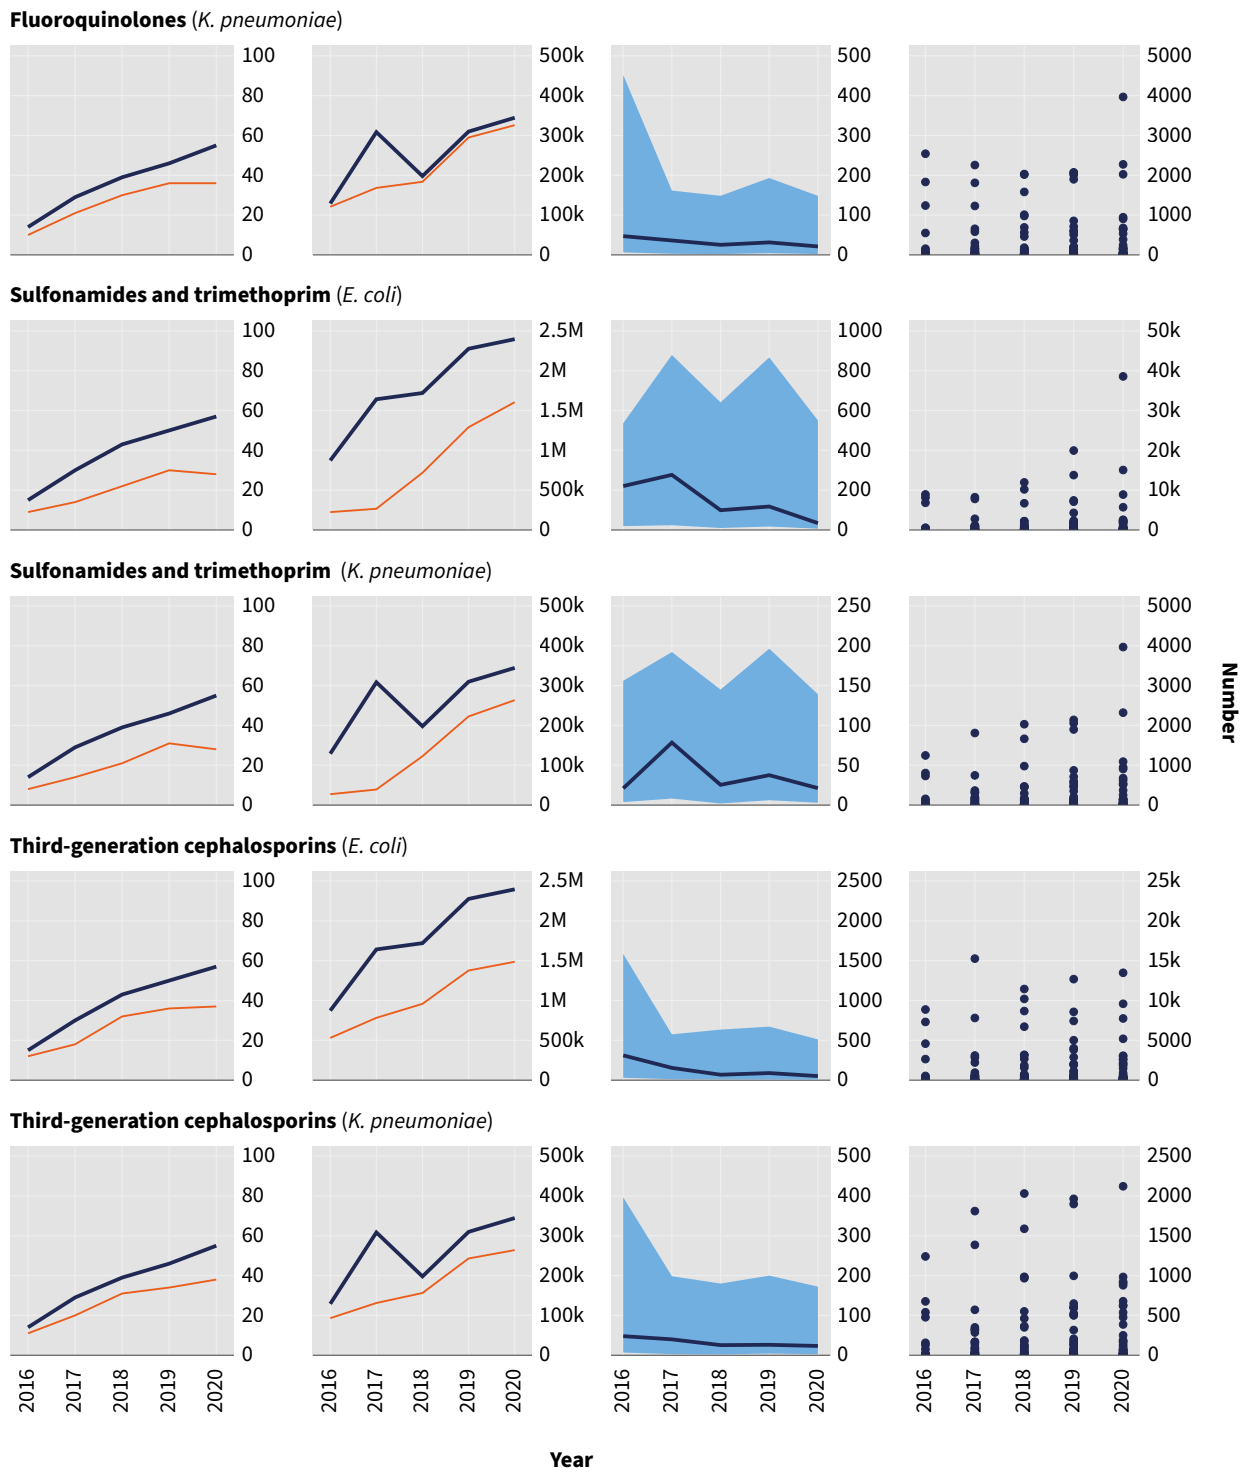 Fluoroquinolones (K. pneumoniae)
100 500k 500 5000
80 400k 400 4000
60 300k 300 3000
40 200k 200 2000
20 100k 100 1000
0 0 0 0
Sulfonamides and trimethoprim (E. coli)
100 2.5M 1000 50k
80 2M 800 40k
60 1.5M 600 30k
40 1M 400 20k
20 500k 200 10k
0 0 0 0
Sulfonamides and trimethoprim (K. pneumoniae)
100 500k 250 5000
80 400k 200 4000
60 300k 150 3000
40 200k 100 2000
20 100k 50 1000
0 0 0 0
Number
Third-generation cephalosporins (E. coli)
100 2.5M 2500 25k
80 2M 2000 20k
60 1.5M 1500 15k
40 1M 1000 10k
20 500k 500 5000
0 0 0 0
Third-generation cephalosporins (K. pneumoniae)
100 500k 500 2500
80 400k 400 2000
60 300k 300 1500
40 200k 200 1000
20 100k 100 500
0 0 0 0
2016 2017 2018 2019 2020 2016 2017 2018 2019 2020 2016 2017 2018 2019 2020 2016 2017 2018 2019 2020
Year